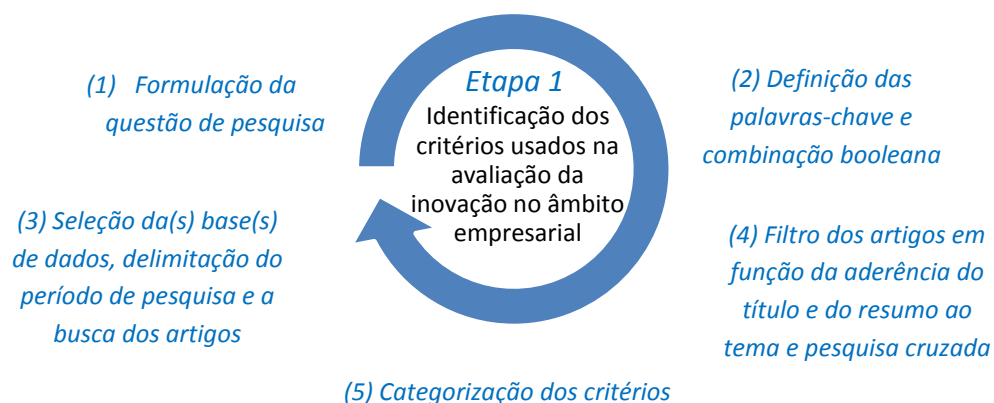 (1) Formulação da
questão de pesquisa
Etapa 1
Identificação dos
critérios usados na
avaliação da
inovação no âmbito
empresarial
(2) Definição das
palavras-chave e
combinação booleana
(3) Seleção da(s) base(s)
de dados, delimitação do
período de pesquisa e a
busca dos artigos
(4) Filtro dos artigos em
função da aderência do
título e do resumo ao
tema e pesquisa cruzada
(5) Categorização dos critérios